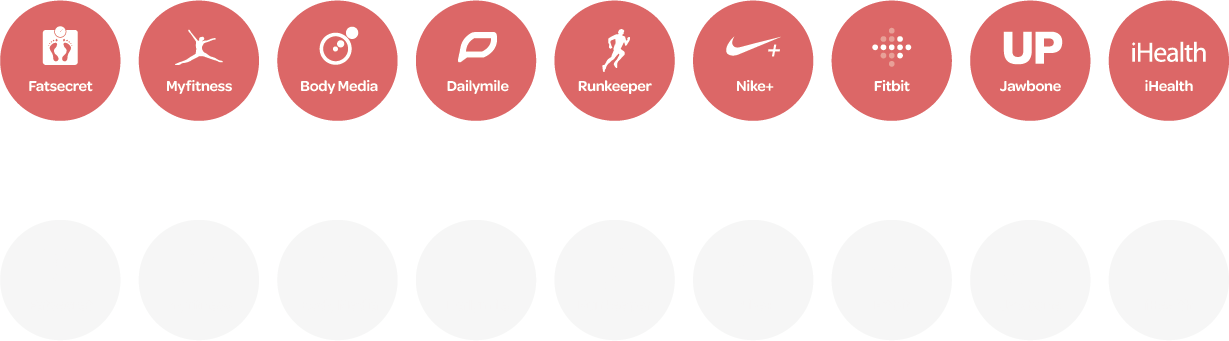 Fatsecret
Myfitness
Body Media
Dailymile
Runkeeper
Nike+
Fitbit
UP
Jawbone
iHealth
iHealth